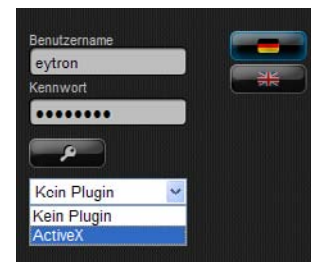 Benutzername
eytron
Kennwort
●●●●●●●●
Kein Plugin
Kein Plugin
ActiveX